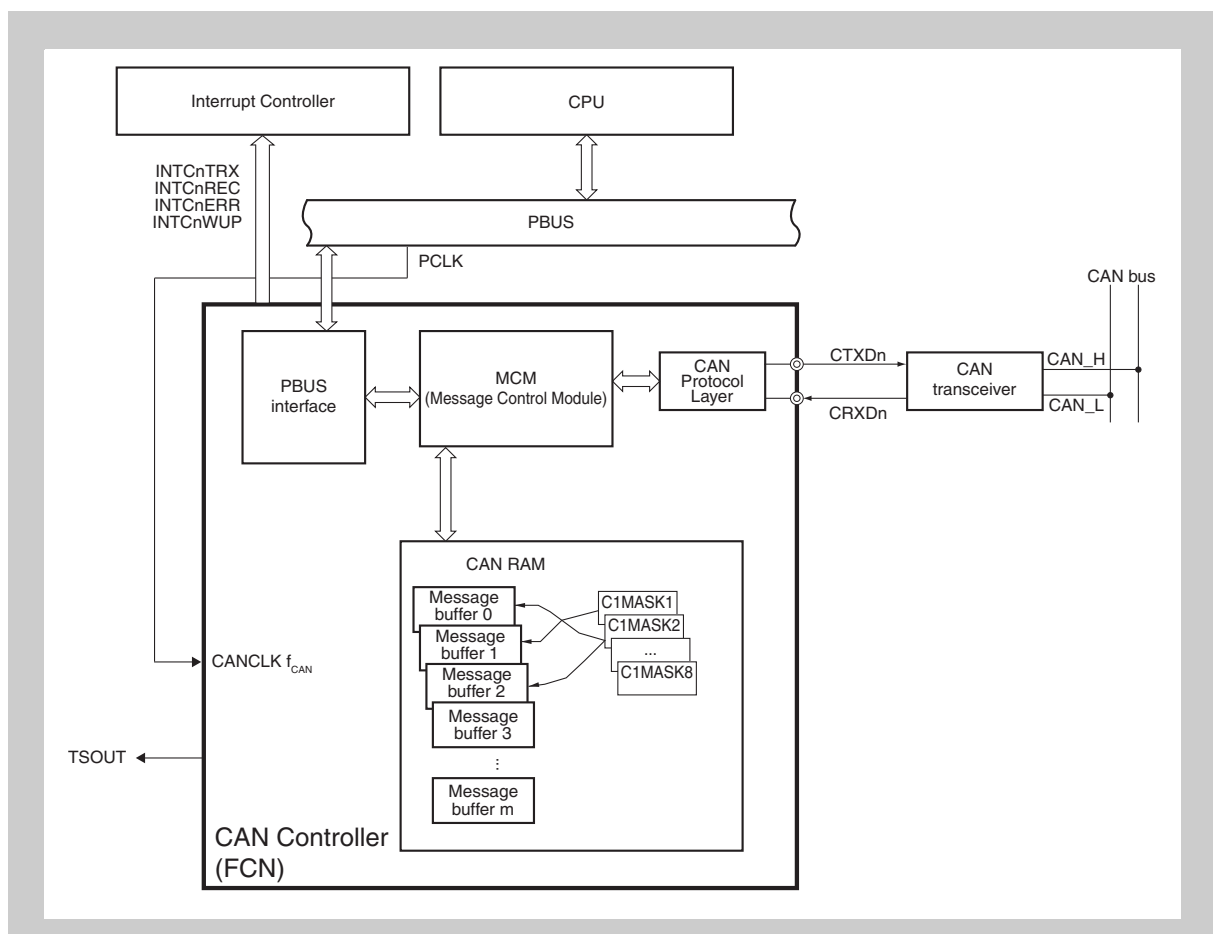 Interrupt Controller
CPU
INTCnTRX
INTCnREC
INTCnERR
INTCnWUP
PBUS
PCLK
CAN bus
PBUS
interface
MCM
(Message Control Module)
CAN
Protocol
Layer
CTXDn
CRXDn
CAN
transceiver
CAN_H
CAN_L
CAN RAM
Message
buffer 0
Message
buffer 1
Message
buffer 2
Message
buffer 3
...
Message
buffer m
C1MASK1
C1MASK2
...
C1MASK8
CANCLK fCAN
TSOUT
CAN Controller
(FCN)